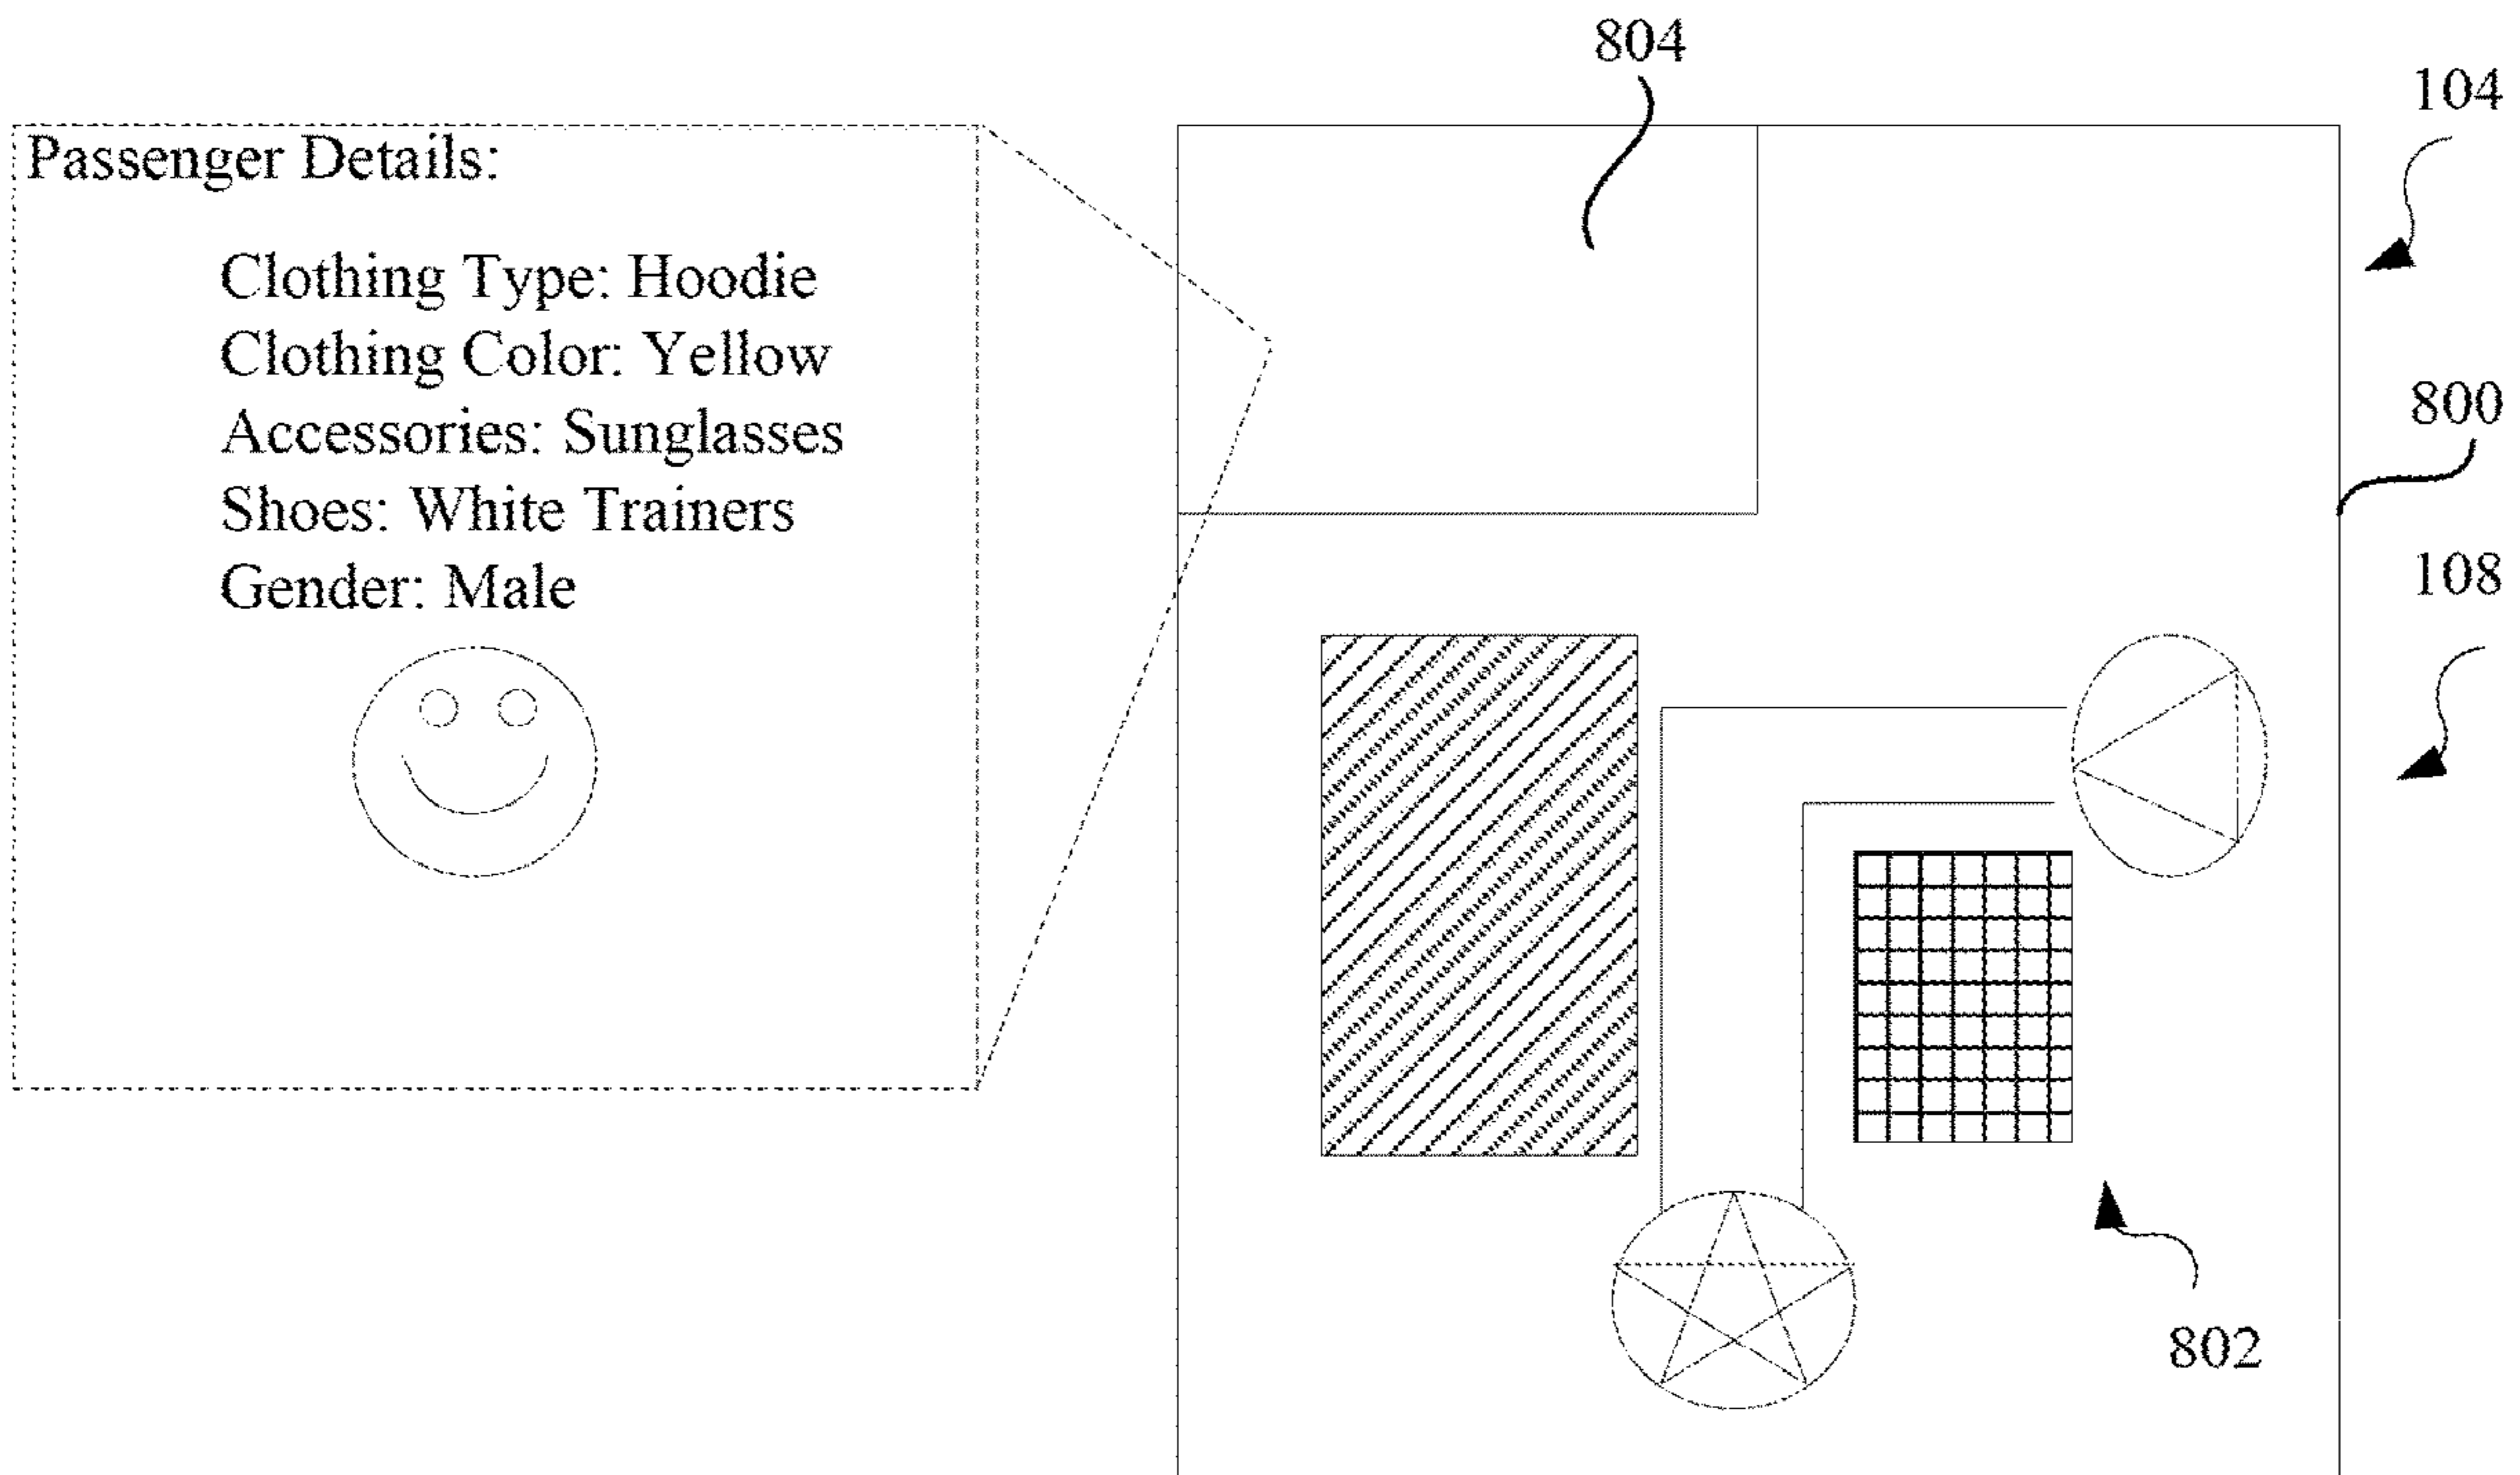 804
104
Passenger Details:
Clothing Type: Hoodie
Clothing Color: Yellow
Accessories: Sunglasses
Shoes: White Trainers
Gender: Male
800
108
802